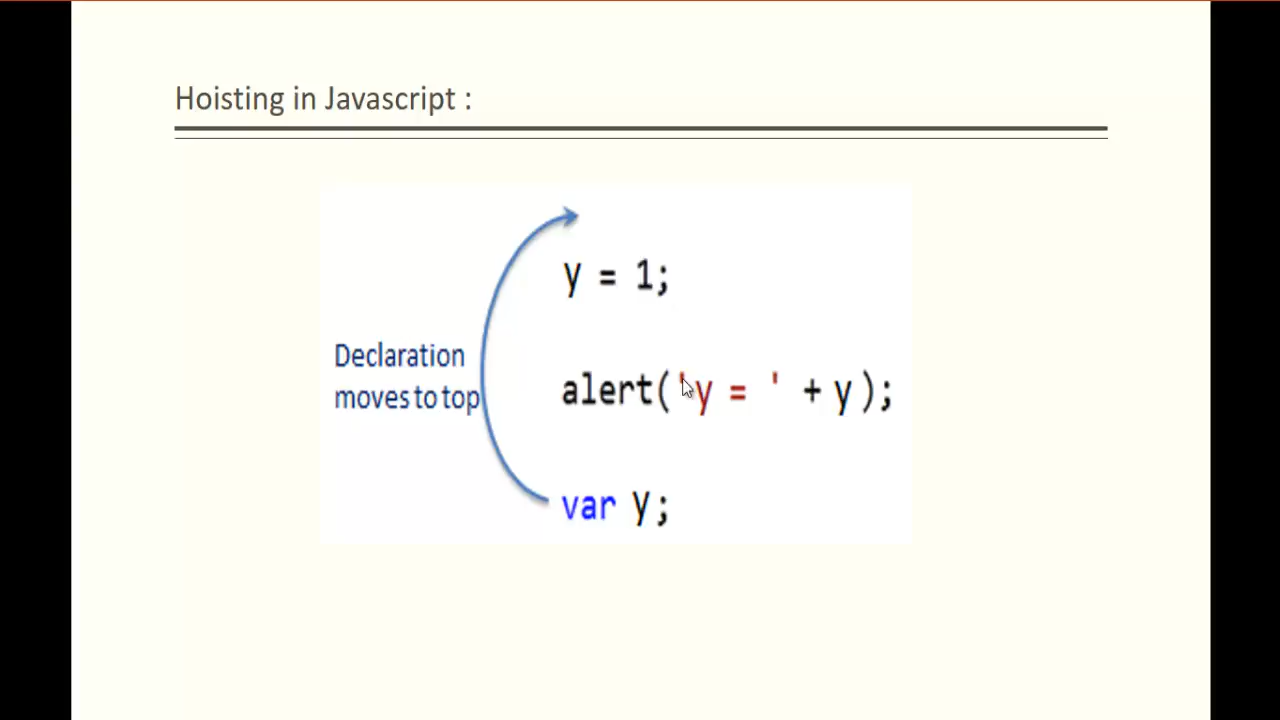 Hoisting in Javascript :
y = 1;
Declaration
moves to top
alert('y = ' + y );
var y;